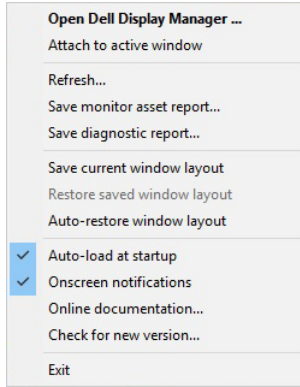 Open Dell Display Manager ...
Attach to active window
Refresh...
Save monitor asset report...
Save diagnostic report...
Save current window layout
Restore saved window layout
Auto-restore window layout
Auto-load at startup
Onscreen notifications
Online documentation...
Check for new version...
Exit